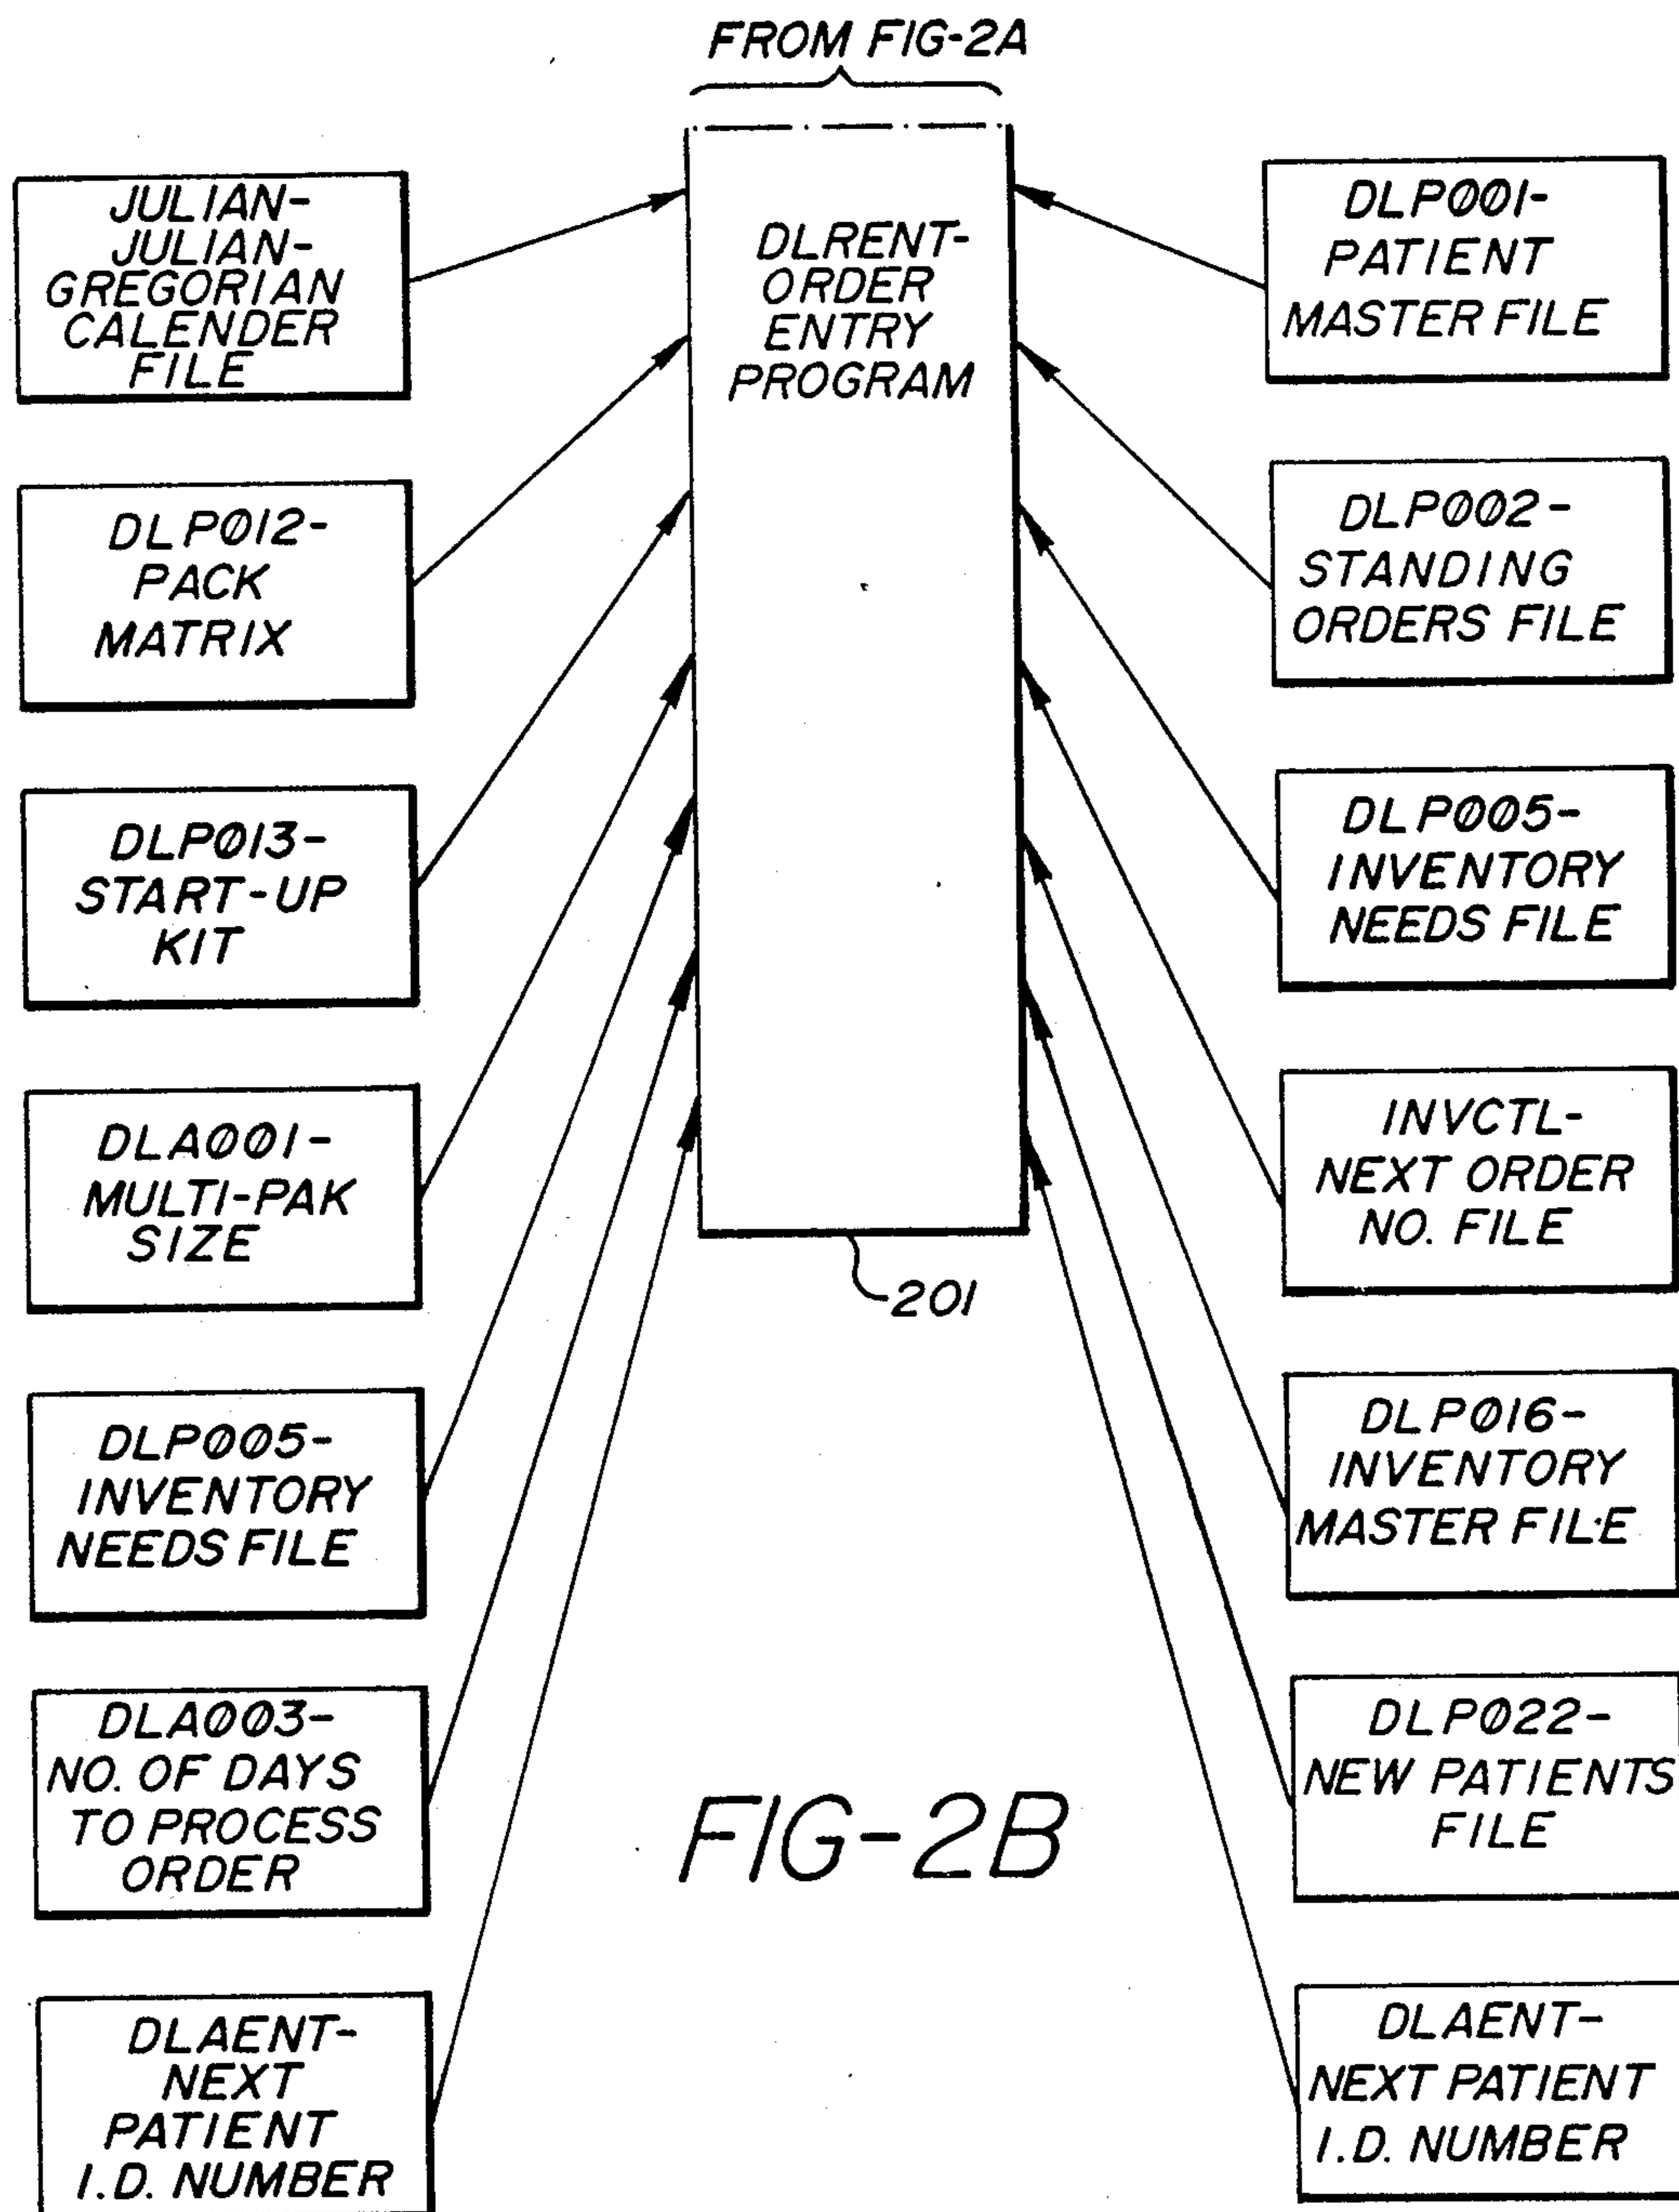 FROM FIG-2A
JULIAN-
JULIAN-
GREGORIAN
CALENDER
FILE
DLPØ12-
PACK
MATRIX
DLPØ13-
START-UP
KIT
DLAØØ1-
MULTI-PAK
SIZE
DLPØØ5-
INVENTORY
NEEDS FILE
DLAØØ3-
NO. OF DAYS
TO PROCESS
ORDER
DLAENT-
NEXT
PATIENT
I.D. NUMBER
DLRENT-
ORDER
ENTRY
PROGRAM
201
DLPØØ1-
PATIENT
MASTER FILE
DLPØØ2-
STANDING
ORDERS FILE
DLPØØ5-
INVENTORY
NEEDS FILE
INVCTL-
NEXT ORDER
NO. FILE
DLPØ16-
INVENTORY
MASTER FILE
DLPØ22-
NEW PATIENTS
FILE
DLAENT-
NEXT PATIENT
I.D. NUMBER
FIG-2B